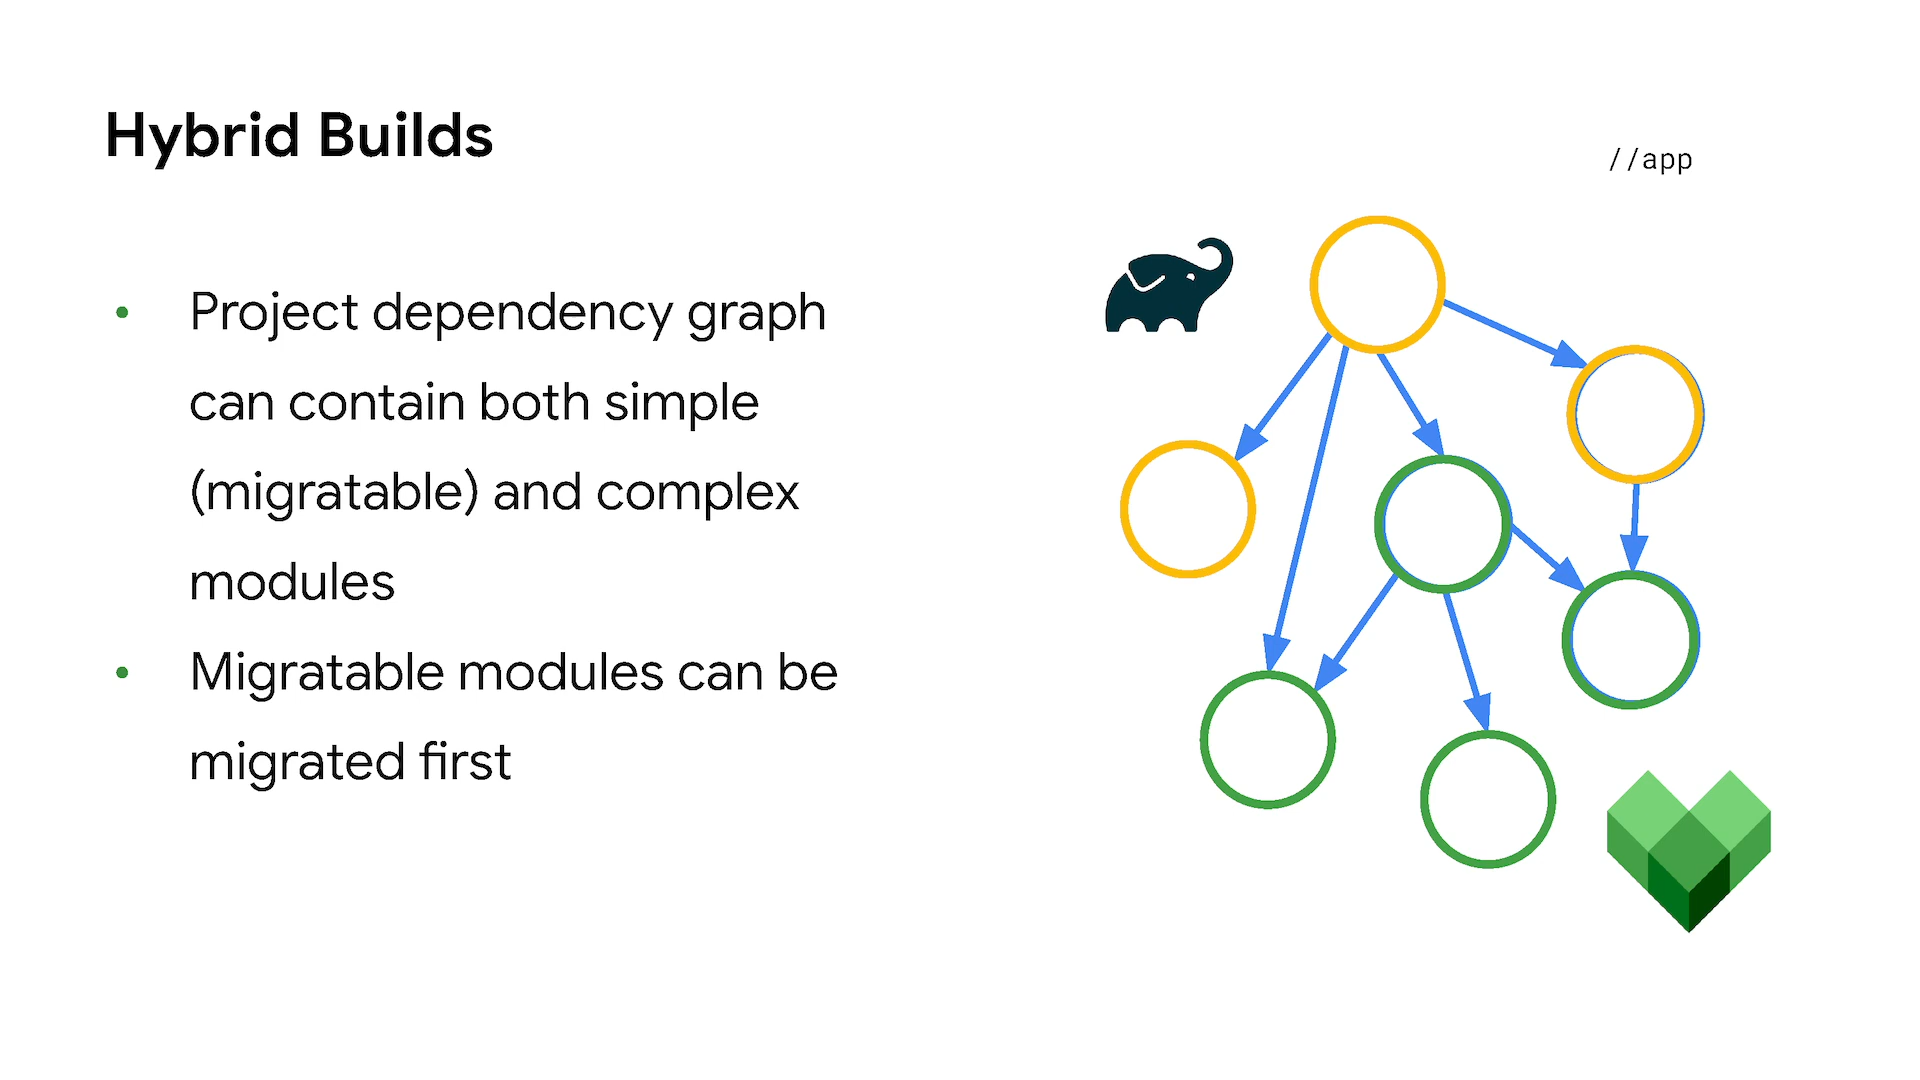 Hybrid Builds
//app
• Project dependency graph
can contain both simple
(migratable) and complex
modules
• Migratable modules can be
migrated first